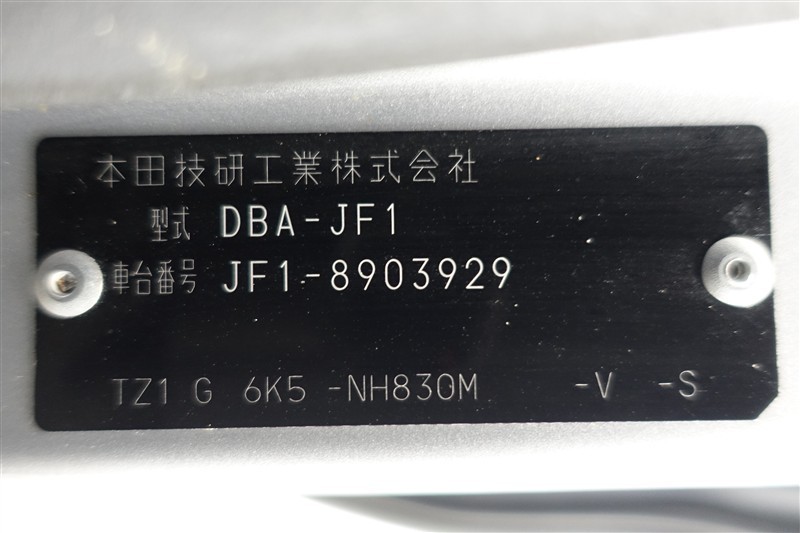 本田技研工業株式会社
型式 DBA-JF1
車台番号 JF1-8903929
TZ1 G 6K5 -NH830M -V -S